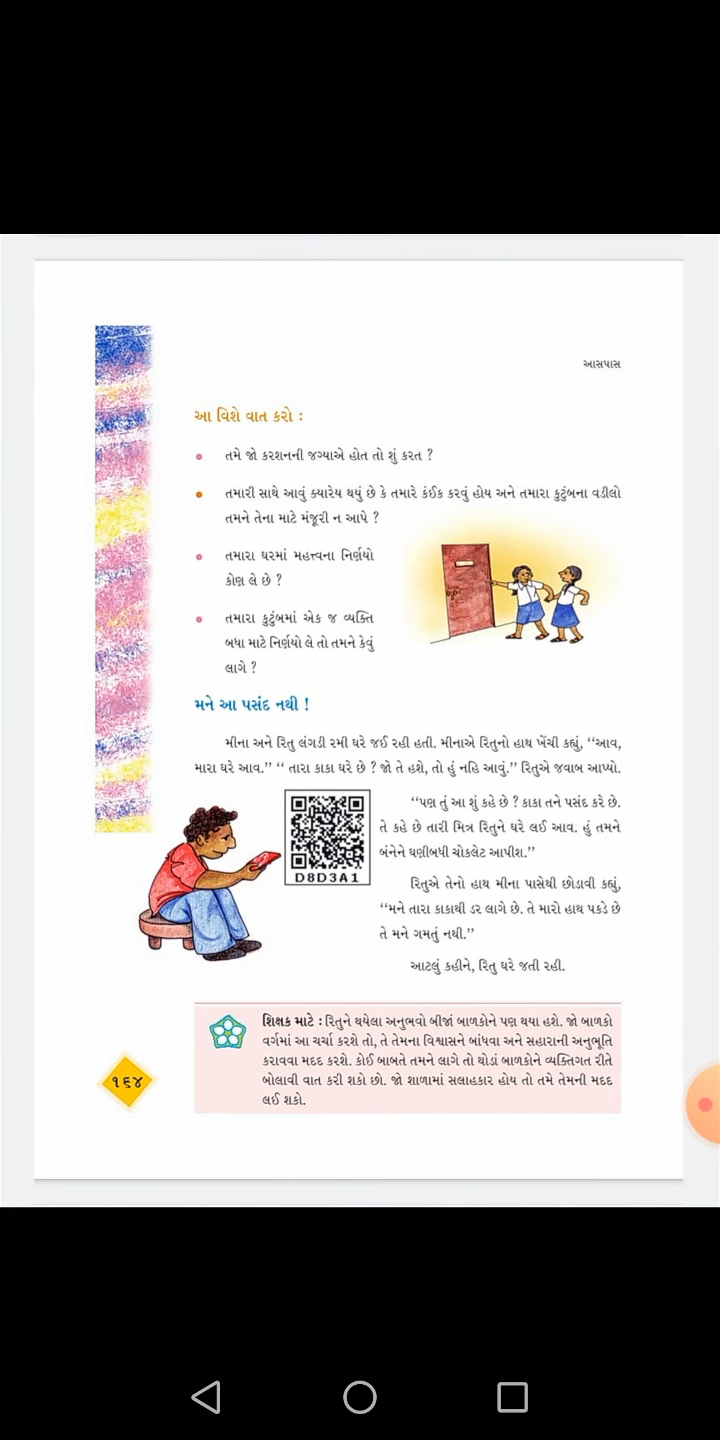 આસપાસ
આ વિશે વાત કરો :
તમે જો કરશનની જગ્યાએ હોત તો શું કરત ?
તમારી સાથે આવું ક્યારેય થયું છે કે તમારે કંઈક કરવું હોય અને તમારા કુટુંબના વડીલો
તમને તેના માટે મંજૂરી ન આપે ?
તમારા ઘરમાં મહત્ત્વના નિર્ણયો
કોણ લે છે ?
તમારા કુટુંબમાં એક જ વ્યક્તિ
બધા માટે નિર્ણયો લે તો તમને કેવું
લાગે ?
મને આ પસંદ નથી !
મીના અને રિતુ લંગડી રમી ઘરે જઈ રહી હતી. મીનાએ રિતુનો હાથ ખેંચી કહ્યું, “આવ,
મારા ઘરે આવ.” “ તારા કાકા ઘરે છે ? જો તે હશે, તો હું નહિ આવું.” રિતુએ જવાબ આપ્યો.
“પણ તું આ શું કહે છે ? કાકા તને પસંદ કરે છે.
તે કહે છે તારી મિત્ર રિતુને ઘરે લઈ આવ. હું તમને
બંનેને ઘણીબધી ચોકલેટ આપીશ.”
D8D3A1
રિતુએ તેનો હાથ મીના પાસેથી છોડાવી કહ્યું,
“મને તારા કાકાથી ડર લાગે છે. તે મારો હાથ પકડે છે
તે મને ગમતું નથી.”
આટલું કહીને, રિતુ ઘરે જતી રહી.
શિક્ષક માટે : રિતુને થયેલા અનુભવો બીજાં બાળકોને પણ થયા હશે. જો બાળકો
વર્ગમાં આ ચર્ચા કરશે તો, તે તેમના વિશ્વાસને બાંધવા અને સહારાની અનુભૂતિ
કરાવવા મદદ કરશે. કોઈ બાબતે તમને લાગે તો થોડાં બાળકોને વ્યક્તિગત રીતે
બોલાવી વાત કરી શકો છો. જો શાળામાં સલાહકાર હોય તો તમે તેમની મદદ
લઈ શકો.
૧૬૪